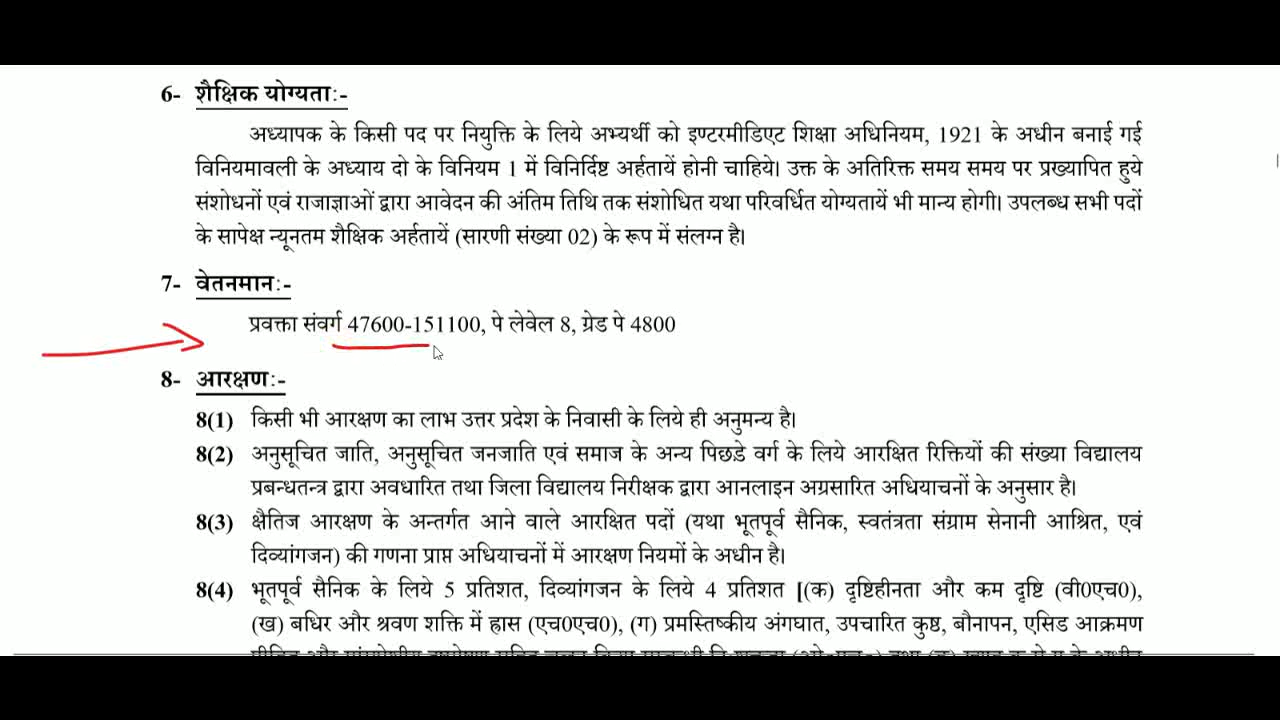 6- शैक्षिक योग्यता:-
अध्यापक के किसी पद पर नियुक्ति के लिये अभ्यर्थी को इण्टरमीडिएट शिक्षा अधिनियम, 1921 के अधीन बनाई गई
विनियमावली के अध्याय दो के विनियम 1 में विनिर्दिष्ट अर्हतायें होनी चाहिये। उक्त के अतिरिक्त समय समय पर प्रख्यापित हुये
संशोधनों एवं राजाज्ञाओं द्वारा आवेदन की अंतिम तिथि तक संशोधित यथा परिवर्धित योग्यतायें भी मान्य होगी। उपलब्ध सभी पदों
के सापेक्ष न्यूनतम शैक्षिक अर्हतायें (सारणी संख्या 02) के रूप में संलग्न है।
7- वेतनमान:-
प्रवक्ता संवर्ग 47600-151100, पे लेवेल 8, ग्रेड पे 4800
8- आरक्षण:-
8(1) किसी भी आरक्षण का लाभ उत्तर प्रदेश के निवासी के लिये ही अनुमन्य है।
8(2) अनुसूचित जाति, अनुसूचित जनजाति एवं समाज के अन्य पिछड़े वर्ग के लिये आरक्षित रिक्तियों की संख्या विद्यालय
प्रबन्धतन्त्र द्वारा अवधारित तथा जिला विद्यालय निरीक्षक द्वारा आनलाइन अग्रसारित अधियाचनों के अनुसार है।
8(3) क्षैतिज आरक्षण के अन्तर्गत आने वाले आरक्षित पदों (यथा भूतपूर्व सैनिक, स्वतंत्रता संग्राम सेनानी आश्रित, एवं
दिव्यांगजन) की गणना प्राप्त अधियाचनों में आरक्षण नियमों के अधीन है।
8(4) भूतपूर्व सैनिक के लिये 5 प्रतिशत, दिव्यांगजन के लिये 4 प्रतिशत [(क) दृष्टिहीनता और कम दृष्टि (वी0एच0),
(ख) बधिर और श्रवण शक्ति में ह्रास (एच0एच0), (ग) प्रमस्तिष्कीय अंगघात, उपचारित कुष्ठ, बौनापन, एसिड आक्रमण